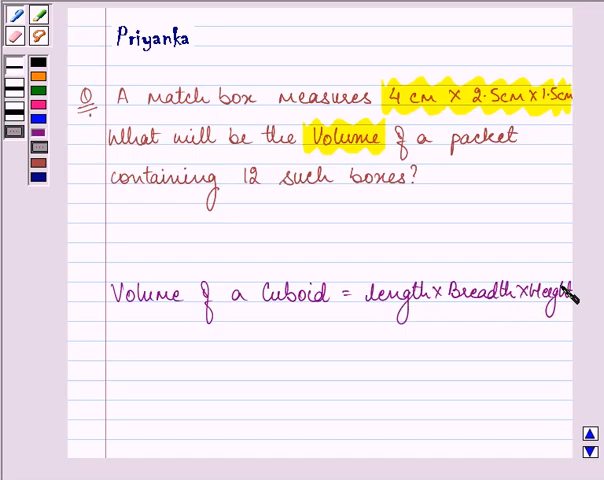 Priyanka
Q A match box measures 4 cm x 2.5cm x 1.5cm
What will be the Volume of a packet
containing 12 such boxes?
Volume of a Cuboid = length x Breadth x Height